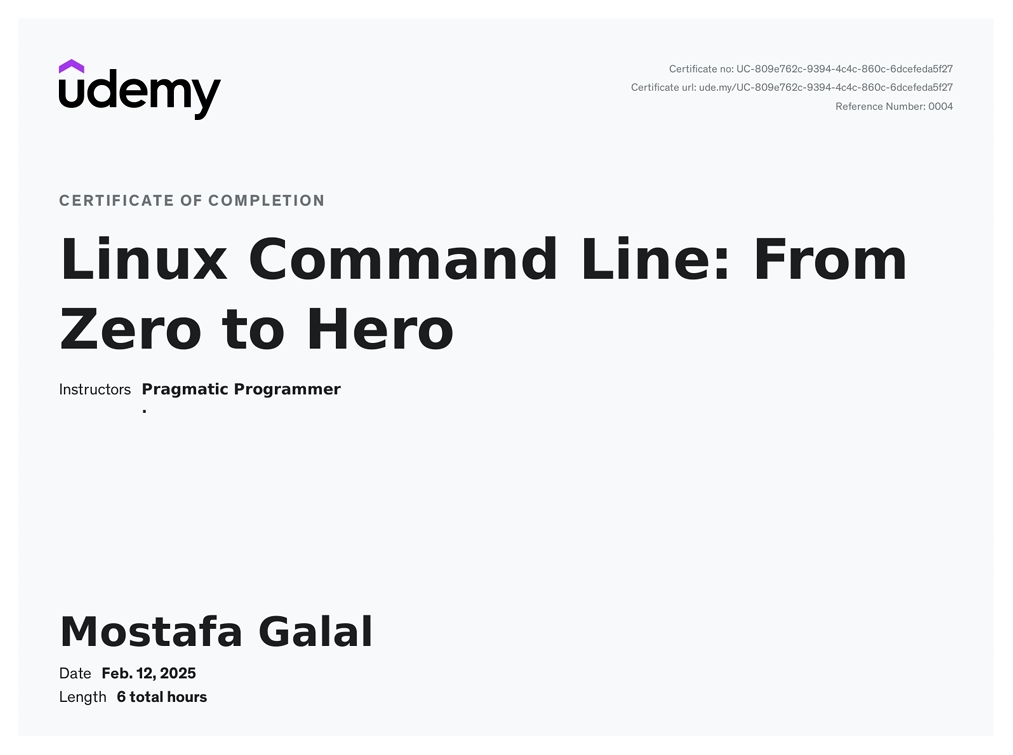 udemy
Certificate no: UC-809e762c-9394-4c4c-860c-6dcefeda5f27
Certificate url: ude.my/UC-809e762c-9394-4c4c-860c-6dcefeda5f27
Reference Number: 0004
CERTIFICATE OF COMPLETION
Linux Command Line: From
Zero to Hero
Instructors Pragmatic Programmer
.
Mostafa Galal
Date Feb. 12, 2025
Length 6 total hours